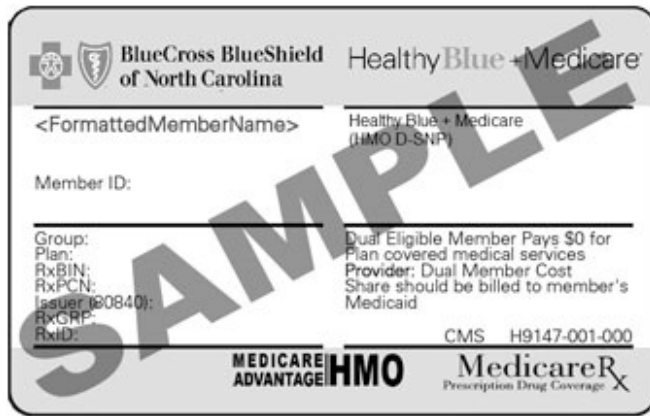 BlueCross BlueShield
of North Carolina
HealthyBlue + Medicare
<FormattedMemberName>
Healthy Blue + Medicare
(HMO D-SNP)
Member ID:
Group:
Plan:
RxBIN:
RxPCN:
Issuer (80840):
RxGRP:
RxID:
Dual Eligible Member Pays $0 for
Plan covered medical services
Provider: Dual Member Cost
Share should be billed to member's
Medicaid
CMS H9147-001-000
SAMPLE
MEDICARE
ADVANTAGE
HMO
MedicareRx
Prescription Drug Coverage